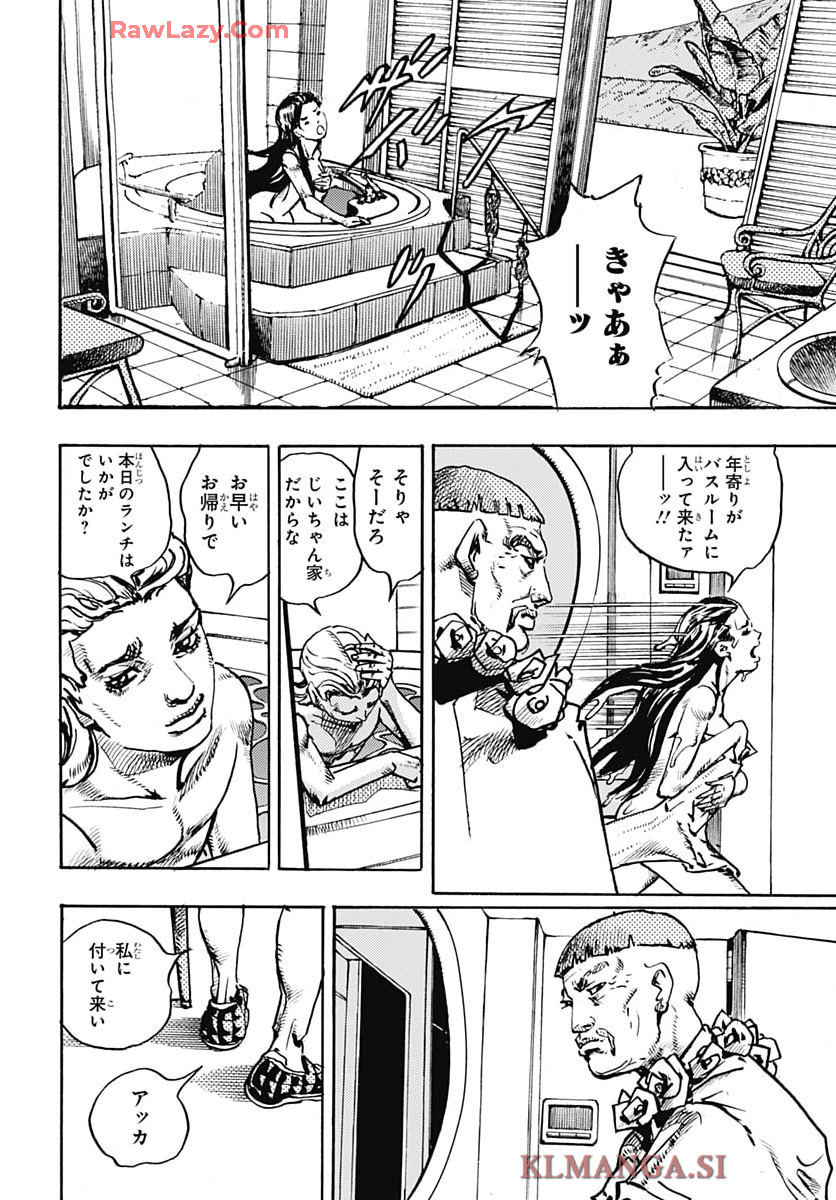 RawLazy.Com
きゃあぁ
ーッ
年寄りが
バスルームに
入って来たァ
ーッ!!
そりゃ
そーだろ
ここは
じいちゃん家
だからな
お早い
お帰りで
本日のランチは
いかが
でしたか?
私に
付いて来い
アッカ
KLMANGA.SI